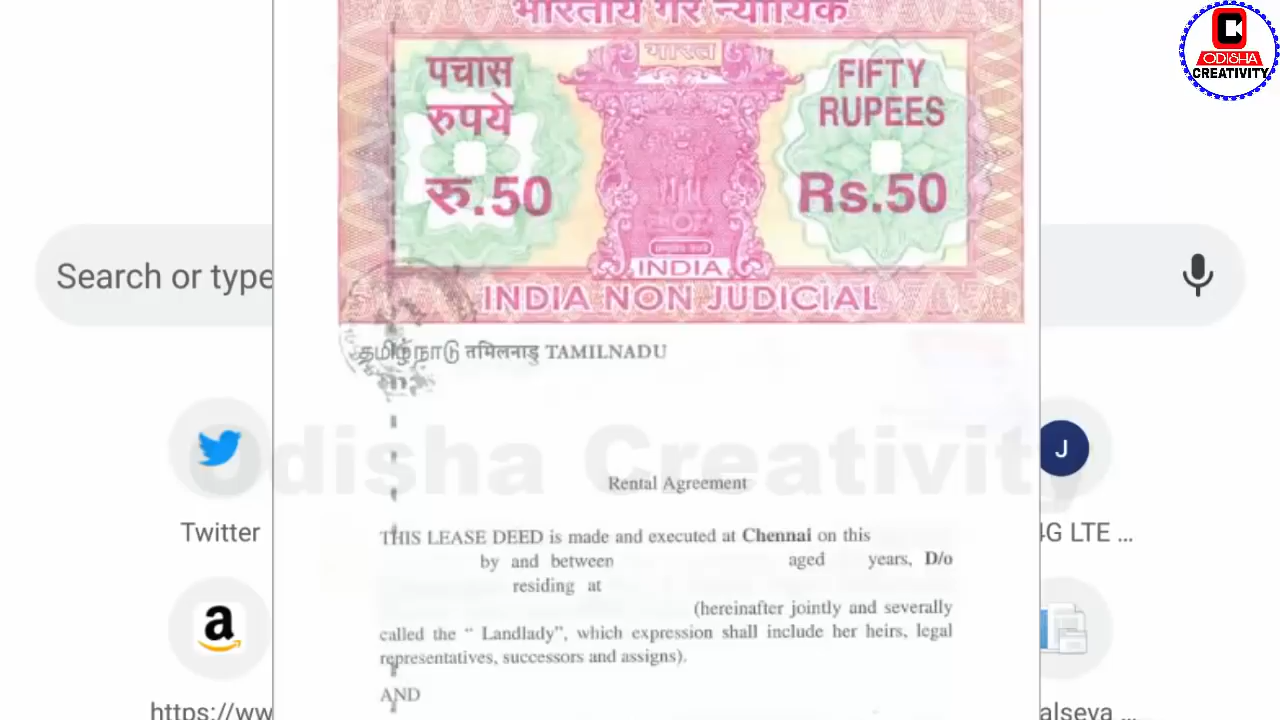 भारतीय गैर न्यायिक
ODISHA
CREATIVITY
पचास
रुपये
रु.50
भारत
INDIA
FIFTY
RUPEES
Rs.50
INDIA NON JUDICIAL
Search or type
தமிழ்நாடு तमिलनाडु TAMILNADU
Odisha Creativity
Rental Agreement
THIS LEASE DEED is made and executed at Chennai on this
by and between aged years, D/o
residing at
(hereinafter jointly and severally
called the “ Landlady”, which expression shall include her heirs, legal
representatives, successors and assigns).
AND
Twitter
J
4G LTE ...
a
https://ww
alseva ...